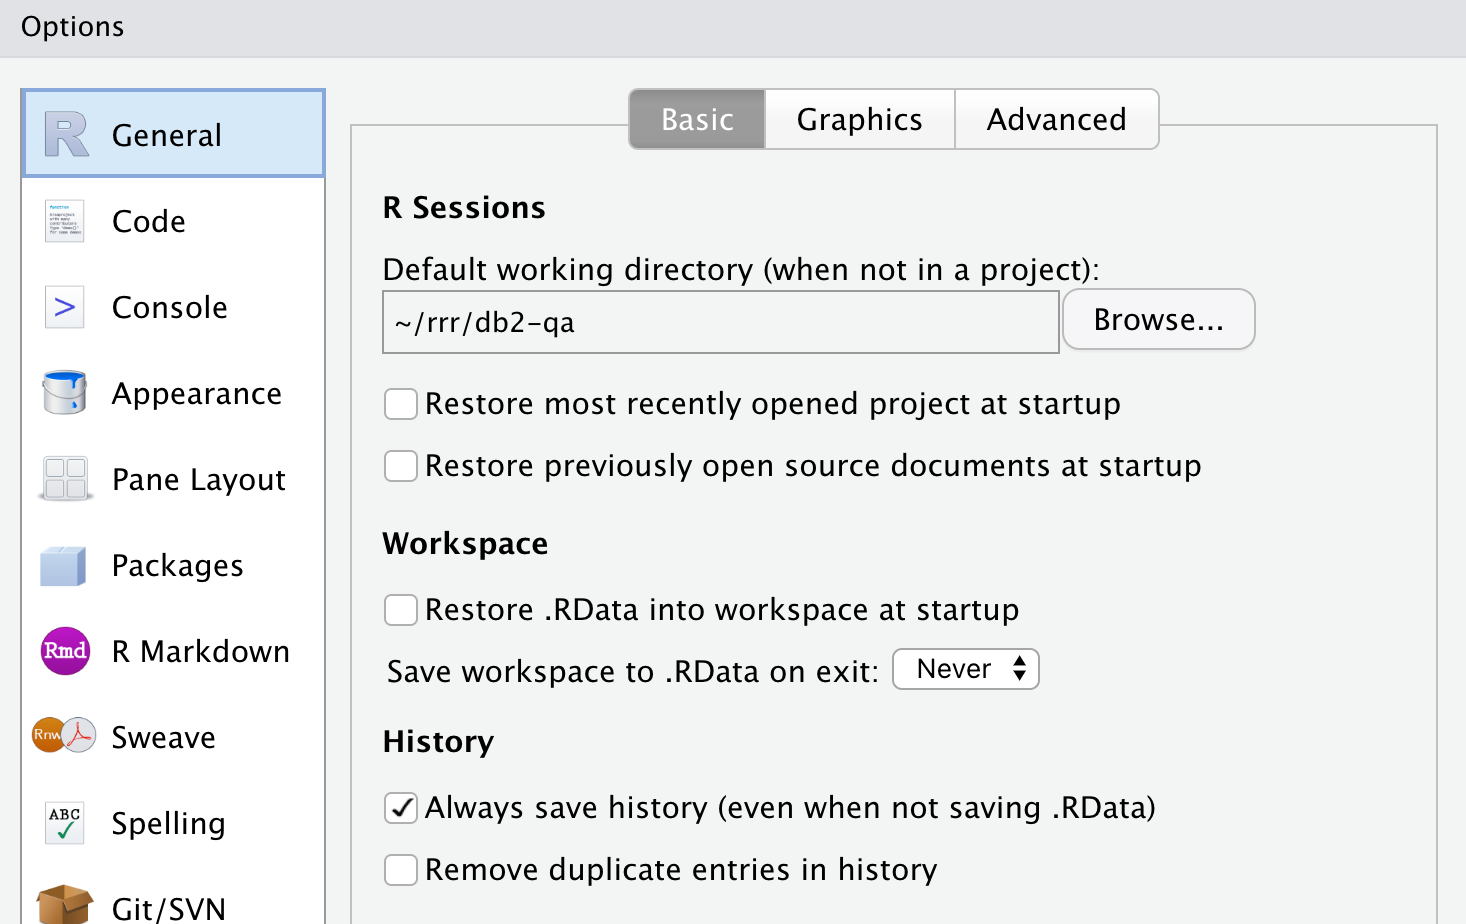 Options
General
Code
Console
Appearance
Pane Layout
Packages
Rmd R Markdown
Rnw Sweave
ABC Spelling
Git/SVN
Basic Graphics Advanced
R Sessions
Default working directory (when not in a project):
~/rrr/db2-qa Browse...
Restore most recently opened project at startup
Restore previously open source documents at startup
Workspace
Restore .RData into workspace at startup
Save workspace to .RData on exit: Never
History
Always save history (even when not saving .RData)
Remove duplicate entries in history